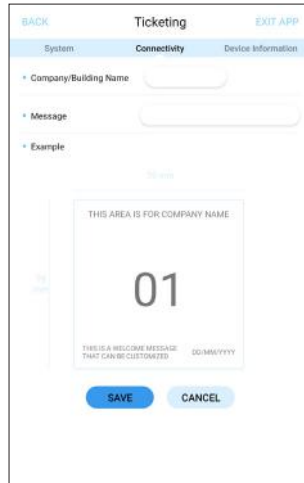 BACK Ticketing EXIT APP
System Connectivity Device Information
Company/Building Name
Message
Example
THIS AREA IS FOR COMPANY NAME
01
THIS IS A WELCOME MESSAGE
THAT CAN BE CUSTOMIZED DD/MM/YYYY
SAVE CANCEL